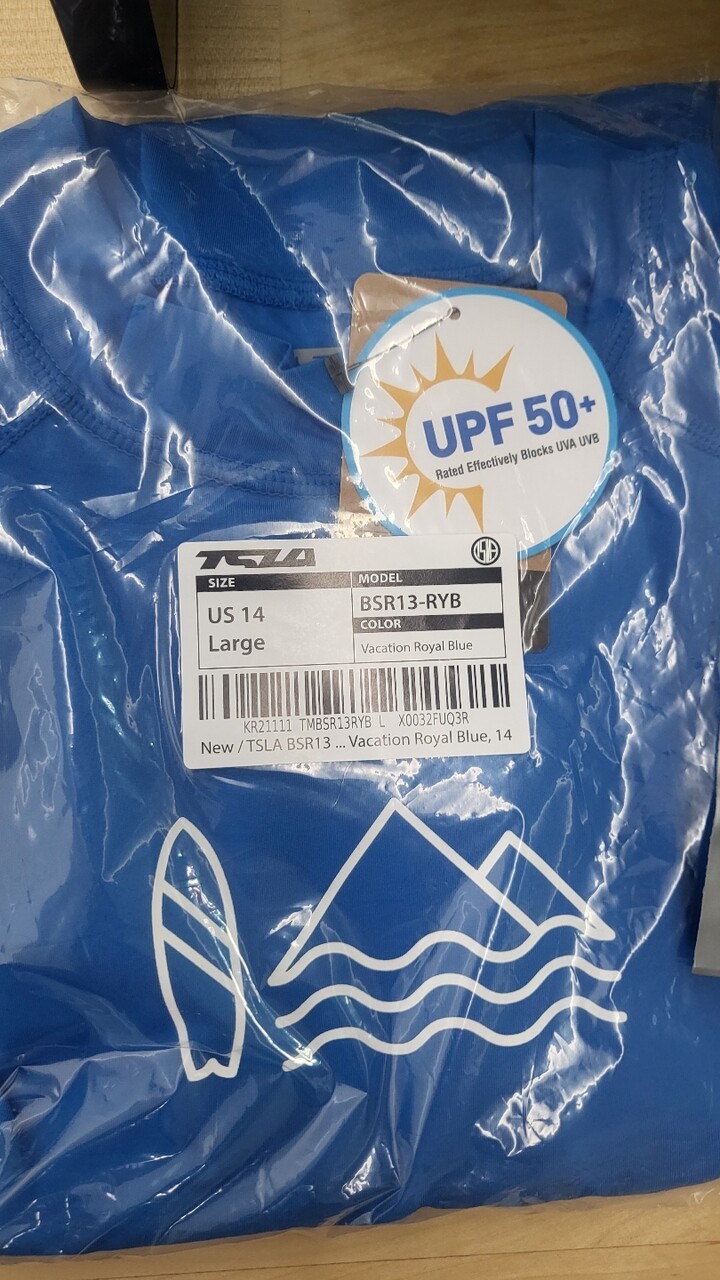 UPF 50+
Rated Effectively Blocks UVA UVB
TSLA
SIZE
US 14
Large
MODEL
BSR13-RYB
COLOR
Vacation Royal Blue
KR21111 TMBSR13RYB L X0032FUQ3R
New / TSLA BSR13 ... Vacation Royal Blue, 14